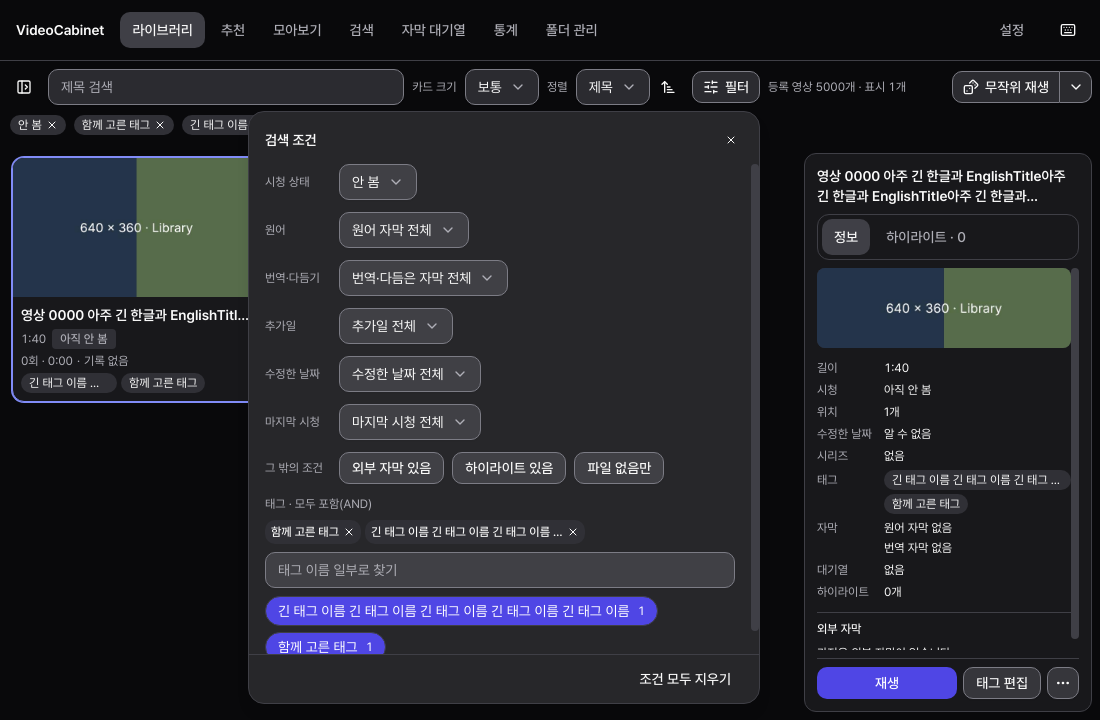 VideoCabinet 라이브러리 추천 모아보기 검색 자막 대기열 통계 폴더 관리 설정
제목 검색 카드 크기 보통 정렬 제목 필터 등록 영상 5000개 · 표시 1개 무작위 재생
안 봄 함께 고른 태그 긴 태그 이름
640 × 360 · Library
영상 0000 아주 긴 한글과 EnglishTitl...
1:40 아직 안 봄
0회 · 0:00 · 기록 없음
긴 태그 이름 ... 함께 고른 태그
검색 조건
시청 상태 안 봄
원어 원어 자막 전체
번역·다듬기 번역·다듬은 자막 전체
추가일 추가일 전체
수정한 날짜 수정한 날짜 전체
마지막 시청 마지막 시청 전체
그 밖의 조건 외부 자막 있음 하이라이트 있음 파일 없음만
태그 · 모두 포함(AND)
함께 고른 태그 긴 태그 이름 긴 태그 이름 긴 태그 이름 ...
태그 이름 일부로 찾기
긴 태그 이름 긴 태그 이름 긴 태그 이름 긴 태그 이름 긴 태그 이름 1
함께 고른 태그 1
조건 모두 지우기
영상 0000 아주 긴 한글과 EnglishTitle아주
긴 한글과 EnglishTitle아주 긴 한글과...
정보 하이라이트 · 0
640 × 360 · Library
길이 1:40
시청 아직 안 봄
위치 1개
수정한 날짜 알 수 없음
시리즈 없음
태그 긴 태그 이름 긴 태그 이름 긴 태그 ...
함께 고른 태그
자막 원어 자막 없음
번역 자막 없음
대기열 없음
하이라이트 0개
외부 자막
재생 태그 편집